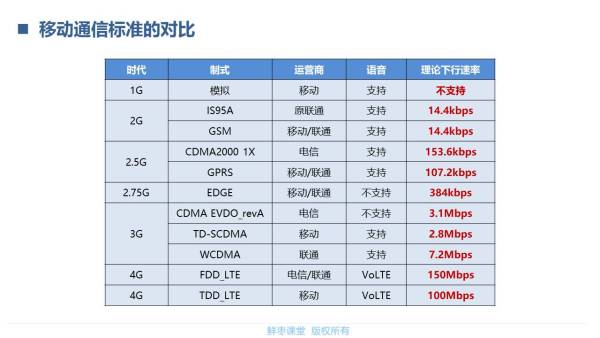 移动通信标准的对比
时代 制式 运营商 语音 理论下行速率
1G 模拟 移动 支持 不支持
2G IS95A 原联通 支持 14.4kbps
GSM 移动/联通 支持 14.4kbps
2.5G CDMA2000 1X 电信 支持 153.6kbps
GPRS 移动/联通 支持 107.2kbps
2.75G EDGE 移动/联通 不支持 384kbps
3G CDMA EVDO_revA 电信 不支持 3.1Mbps
TD-SCDMA 移动 支持 2.8Mbps
WCDMA 联通 支持 7.2Mbps
4G FDD_LTE 电信/联通 VoLTE 150Mbps
4G TDD_LTE 移动 VoLTE 100Mbps
鲜枣课堂 版权所有